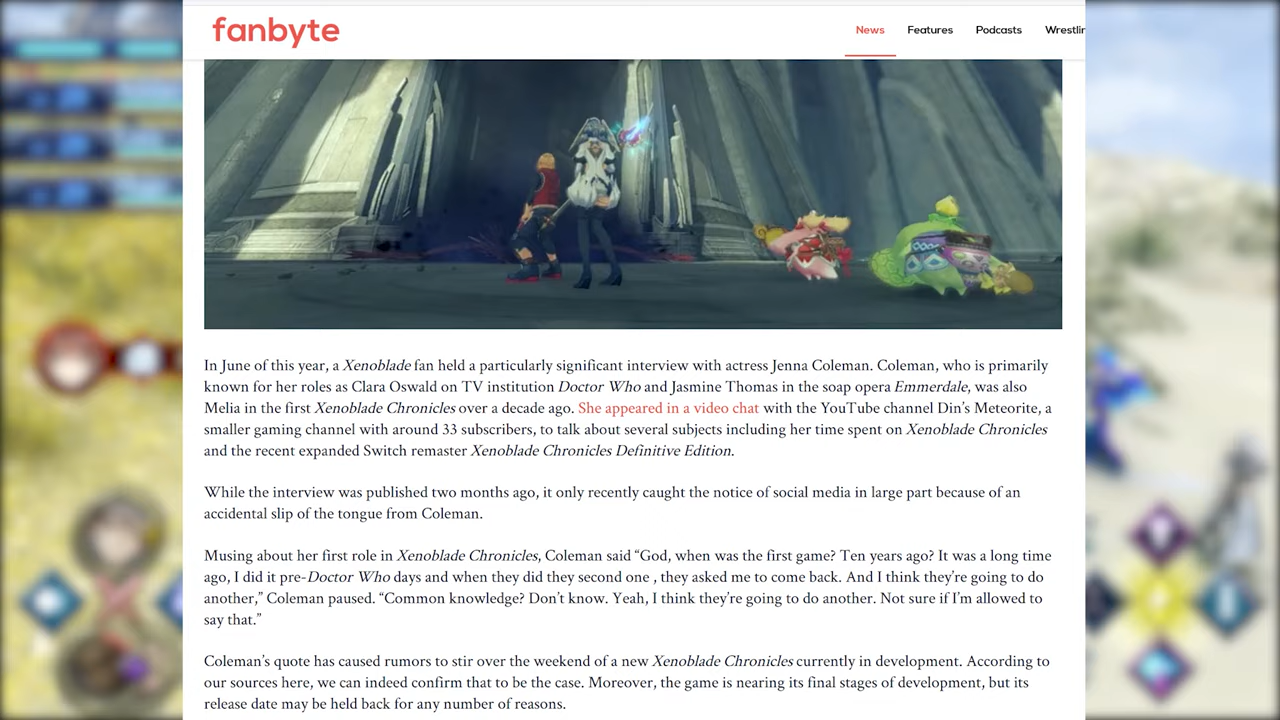 fanbyte
News Features Podcasts Wrestlin
In June of this year, a Xenoblade fan held a particularly significant interview with actress Jenna Coleman. Coleman, who is primarily
known for her roles as Clara Oswald on TV institution Doctor Who and Jasmine Thomas in the soap opera Emmerdale, was also
Melia in the first Xenoblade Chronicles over a decade ago. She appeared in a video chat with the YouTube channel Din's Meteorite, a
smaller gaming channel with around 33 subscribers, to talk about several subjects including her time spent on Xenoblade Chronicles
and the recent expanded Switch remaster Xenoblade Chronicles Definitive Edition.
While the interview was published two months ago, it only recently caught the notice of social media in large part because of an
accidental slip of the tongue from Coleman.
Musing about her first role in Xenoblade Chronicles, Coleman said “God, when was the first game? Ten years ago? It was a long time
ago, I did it pre-Doctor Who days and when they did they second one , they asked me to come back. And I think they're going to do
another,” Coleman paused. “Common knowledge? Don't know. Yeah, I think they're going to do another. Not sure if I'm allowed to
say that.”
Coleman's quote has caused rumors to stir over the weekend of a new Xenoblade Chronicles currently in development. According to
our sources here, we can indeed confirm that to be the case. Moreover, the game is nearing its final stages of development, but its
release date may be held back for any number of reasons.